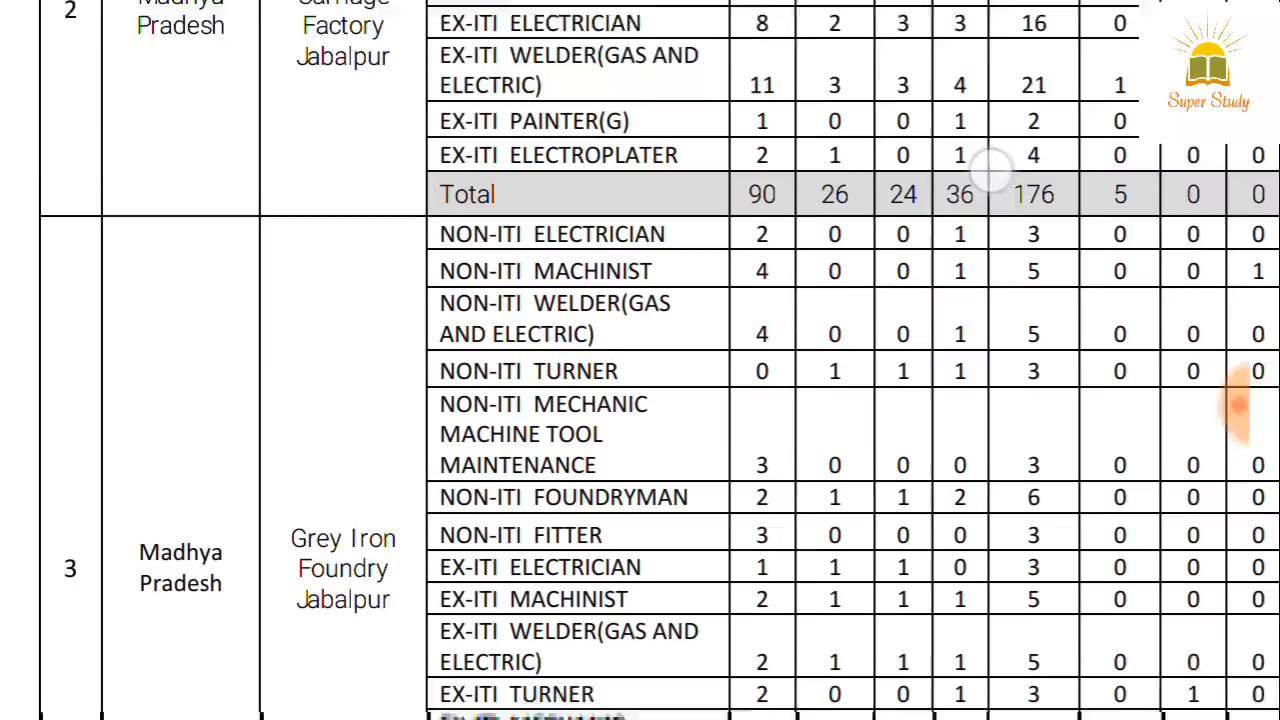 2
Pradesh
Factory
Jabalpur
EX-ITI ELECTRICIAN 8 2 3 3 16 0
EX-ITI WELDER(GAS AND
ELECTRIC) 11 3 3 4 21 1
EX-ITI PAINTER(G) 1 0 0 1 2 0
EX-ITI ELECTROPLATER 2 1 0 1 4 0 0 0
Total 90 26 24 36 176 5 0 0
Super Study
3
Madhya
Pradesh
Grey Iron
Foundry
Jabalpur
NON-ITI ELECTRICIAN 2 0 0 1 3 0 0 0
NON-ITI MACHINIST 4 0 0 1 5 0 0 1
NON-ITI WELDER(GAS
AND ELECTRIC) 4 0 0 1 5 0 0 0
NON-ITI TURNER 0 1 1 1 3 0 0 0
NON-ITI MECHANIC
MACHINE TOOL
MAINTENANCE 3 0 0 0 3 0 0 0
NON-ITI FOUNDRYMAN 2 1 1 2 6 0 0 0
NON-ITI FITTER 3 0 0 0 3 0 0 0
EX-ITI ELECTRICIAN 1 1 1 0 3 0 0 0
EX-ITI MACHINIST 2 1 1 1 5 0 0 0
EX-ITI WELDER(GAS AND
ELECTRIC) 2 1 1 1 5 0 0 0
EX-ITI TURNER 2 0 0 1 3 0 1 0